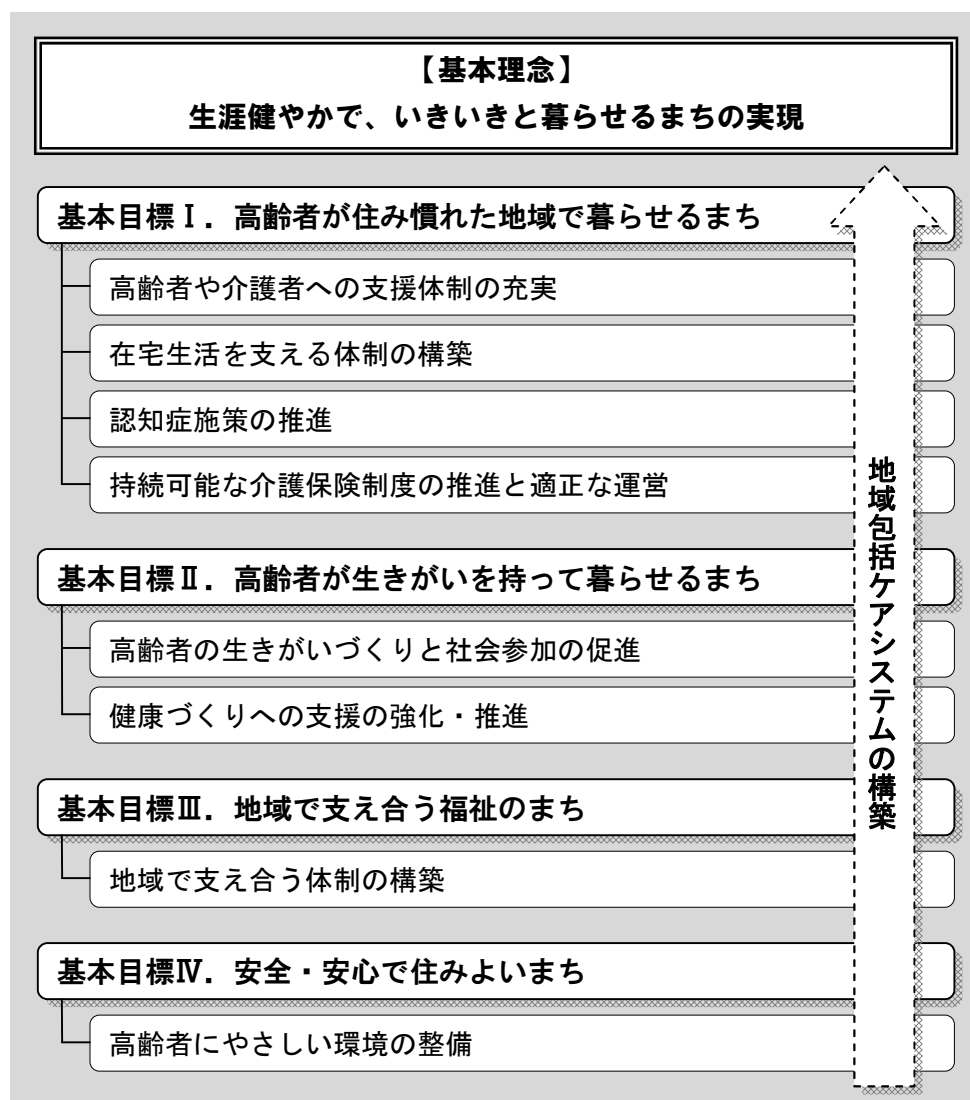 【基本理念】
生涯健やかで、いきいきと暮らせるまちの実現
基本目標Ⅰ．高齢者が住み慣れた地域で暮らせるまち
高齢者や介護者への支援体制の充実
在宅生活を支える体制の構築
認知症施策の推進
持続可能な介護保険制度の推進と適正な運営
基本目標Ⅱ．高齢者が生きがいを持って暮らせるまち
高齢者の生きがいづくりと社会参加の促進
健康づくりへの支援の強化・推進
基本目標Ⅲ．地域で支え合う福祉のまち
地域で支え合う体制の構築
基本目標Ⅳ．安全・安心で住みよいまち
高齢者にやさしい環境の整備
地域包括ケアシステムの構築